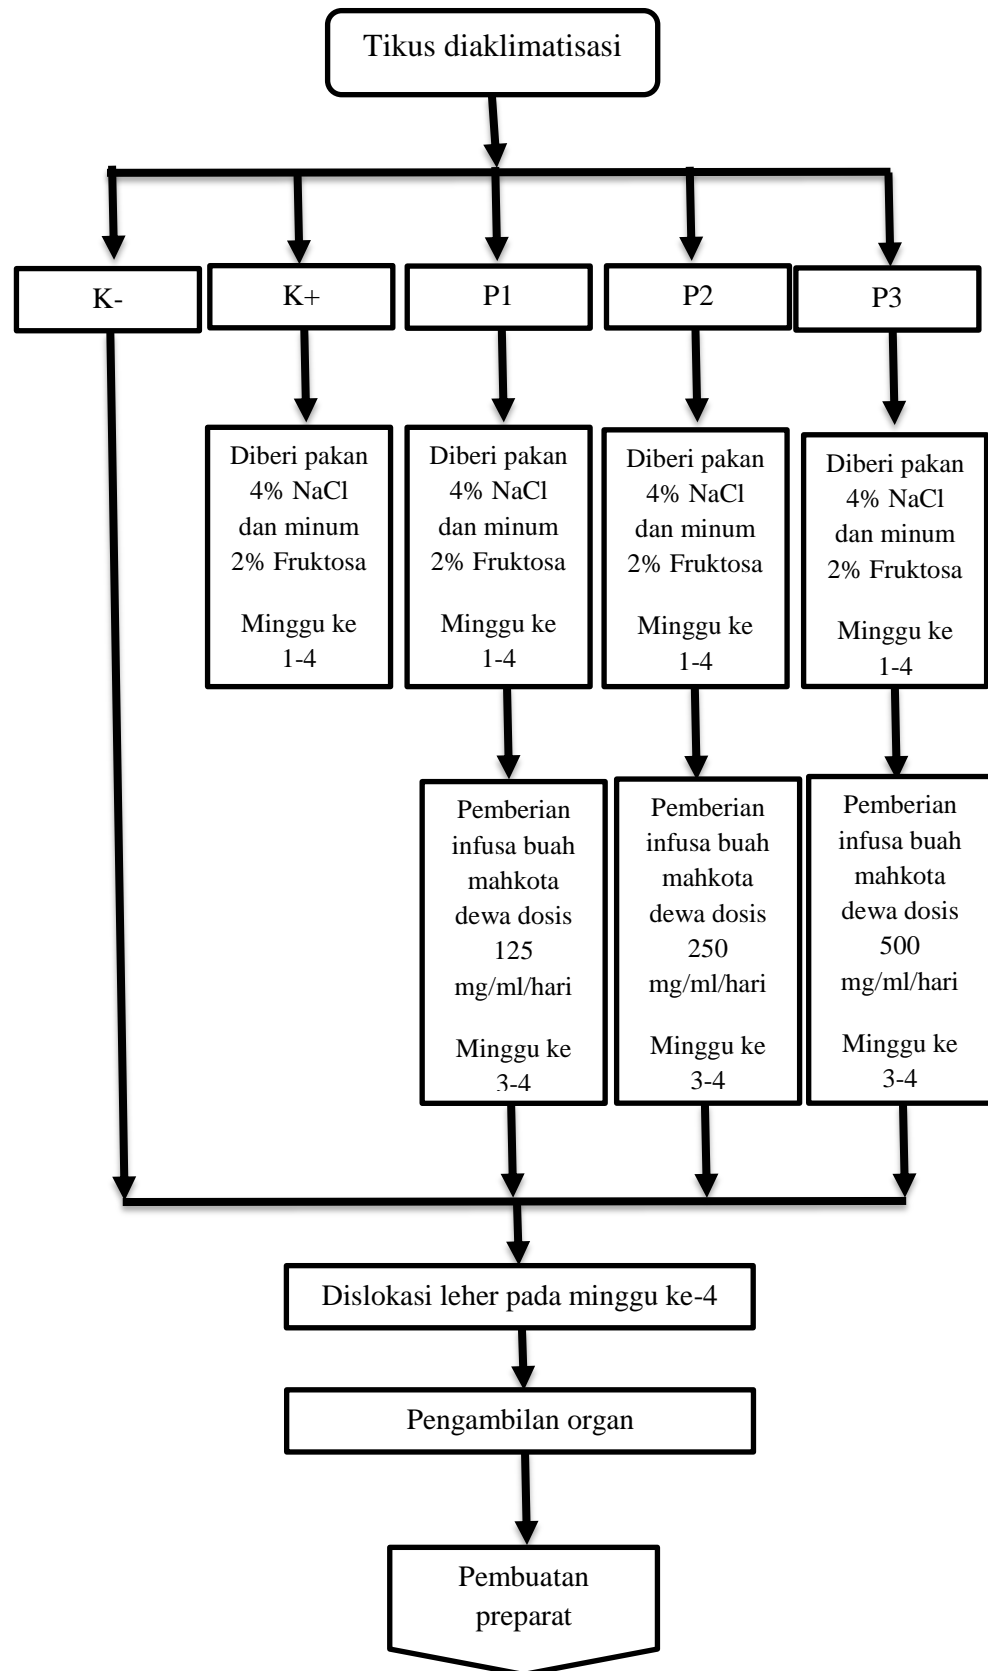 Tikus diaklimatisasi
K-
K+
P1
P2
P3
Diberi pakan
4% NaCl
dan minum
2% Fruktosa
Minggu ke
1-4
Diberi pakan
4% NaCl
dan minum
2% Fruktosa
Minggu ke
1-4
Diberi pakan
4% NaCl
dan minum
2% Fruktosa
Minggu ke
1-4
Diberi pakan
4% NaCl
dan minum
2% Fruktosa
Minggu ke
1-4
Pemberian
infusa buah
mahkota
dewa dosis
125
mg/ml/hari
Minggu ke
3-4
Pemberian
infusa buah
mahkota
dewa dosis
250
mg/ml/hari
Minggu ke
3-4
Pemberian
infusa buah
mahkota
dewa dosis
500
mg/ml/hari
Minggu ke
3-4
Dislokasi leher pada minggu ke-4
Pengambilan organ
Pembuatan
preparat